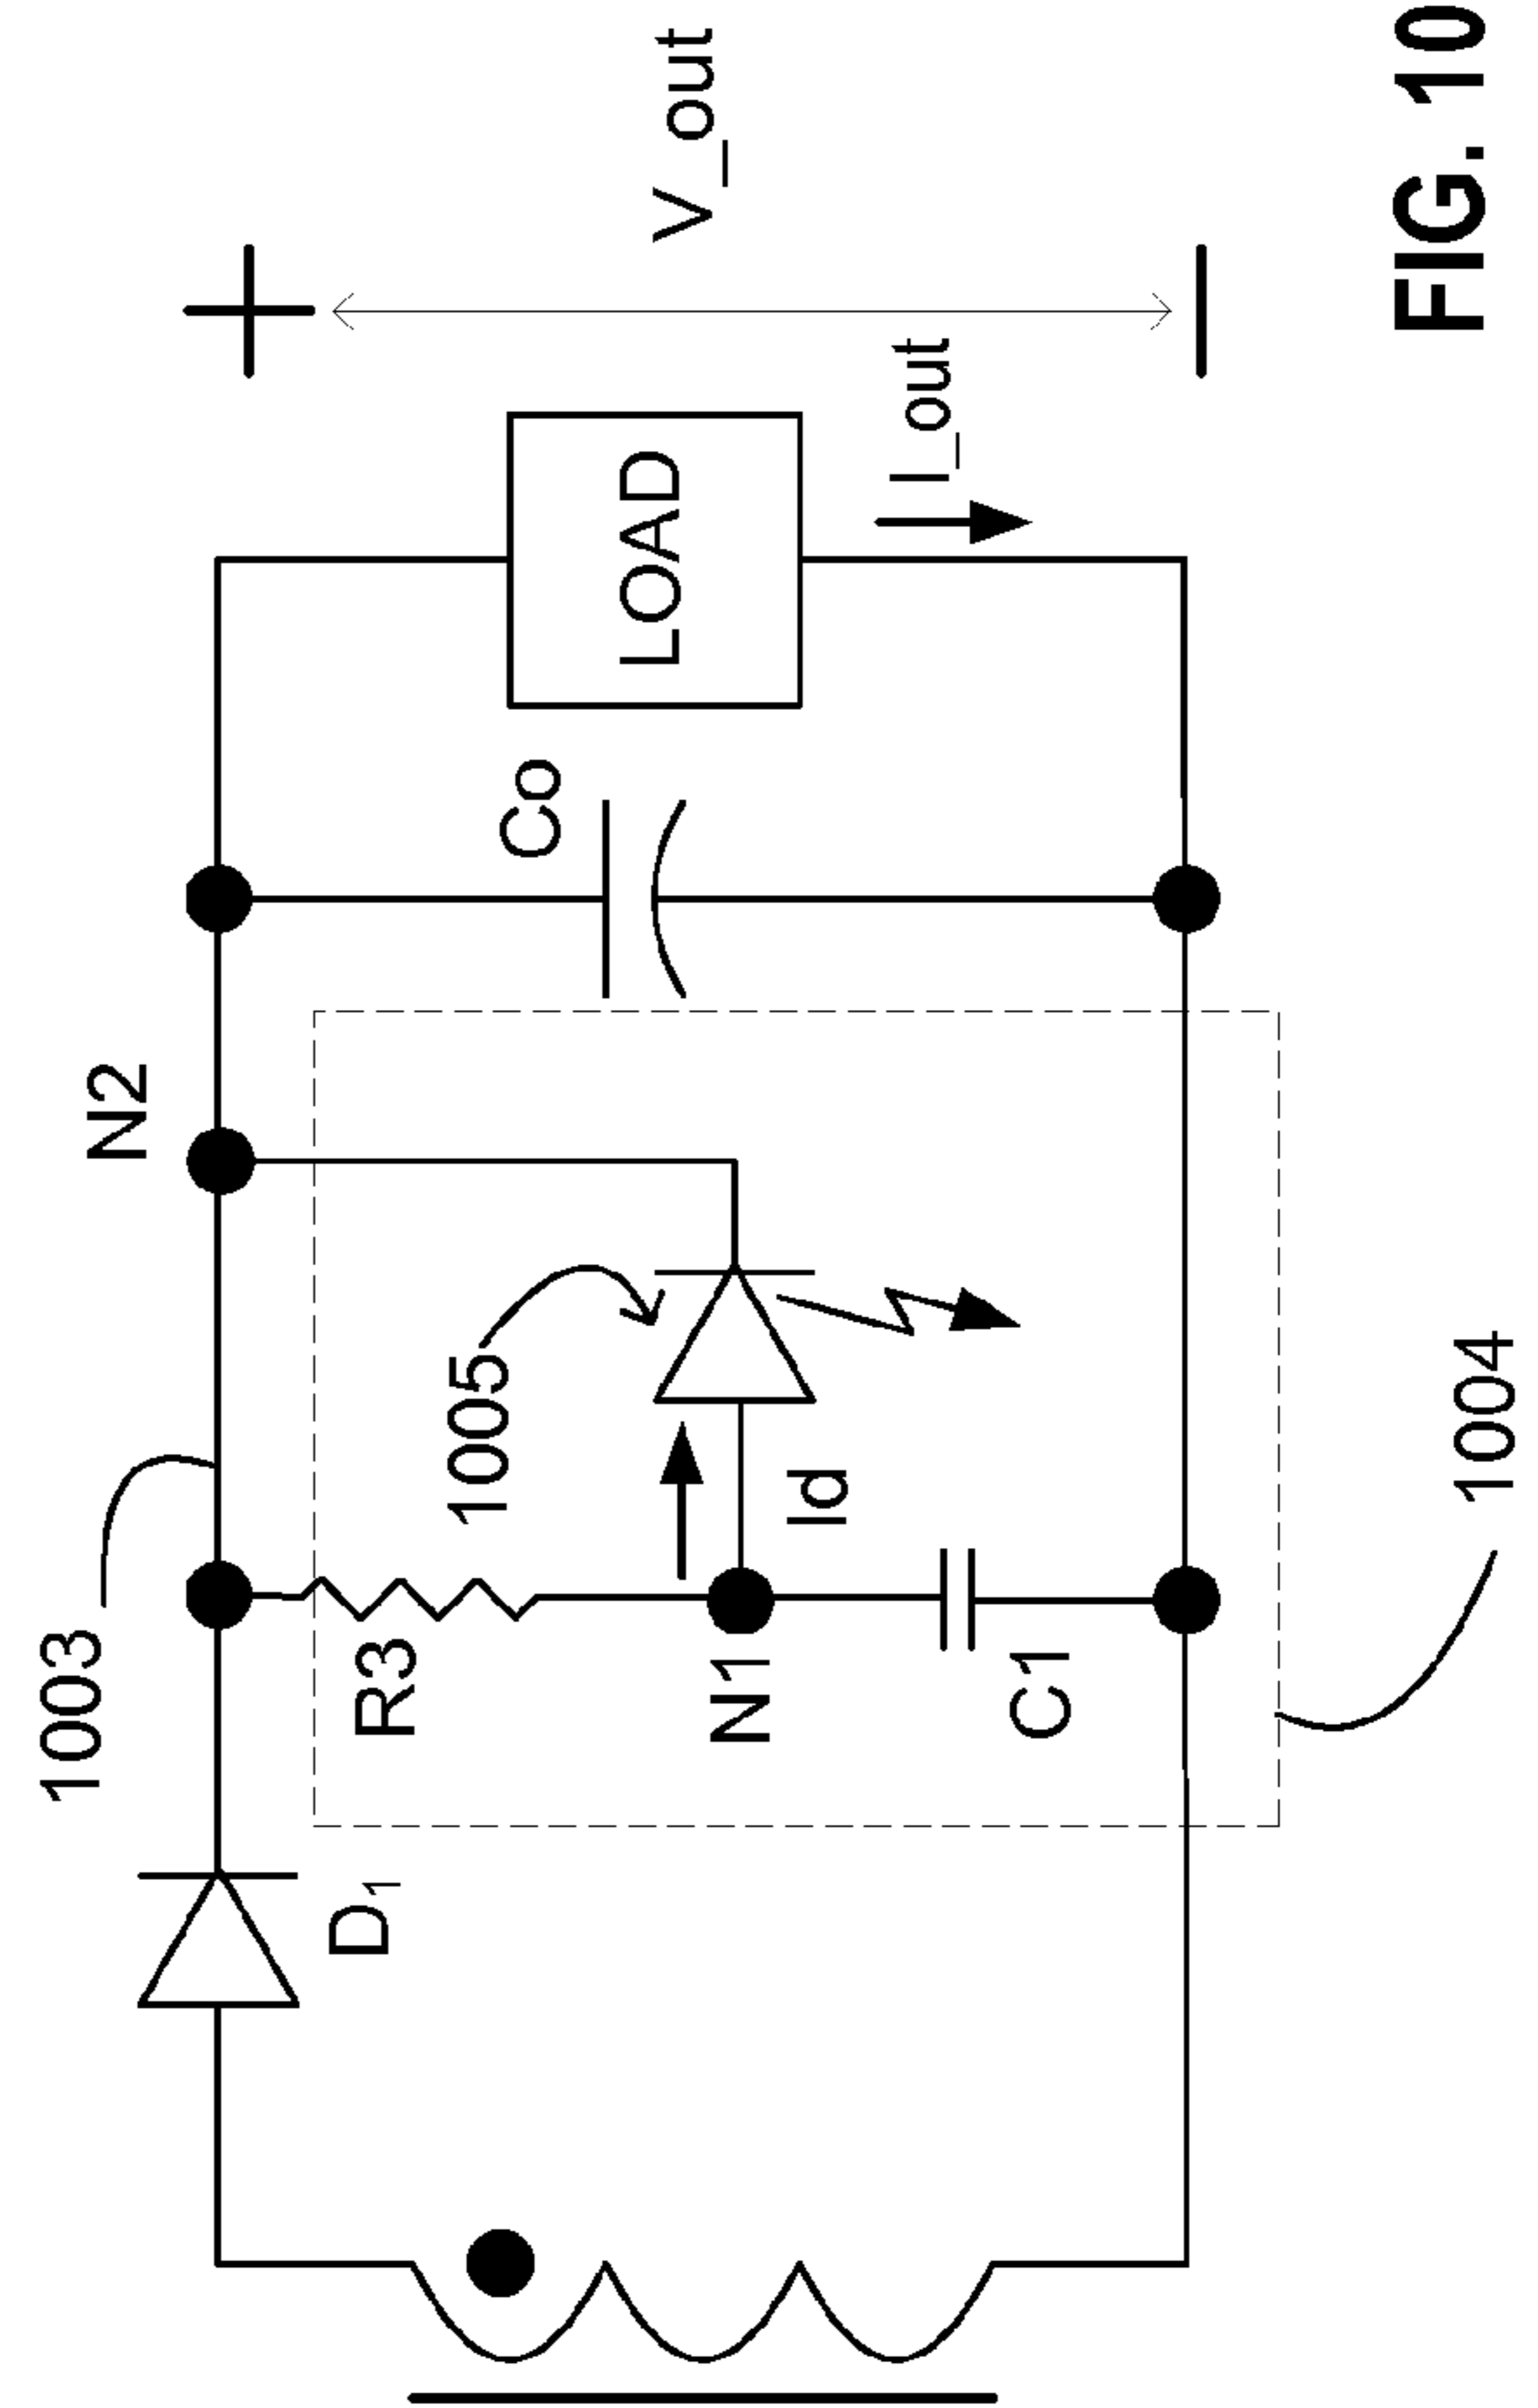 1003
N2
D1
R3
1005
Co
LOAD
V_out
N1
Id
I_out
C1
1004
FIG. 10